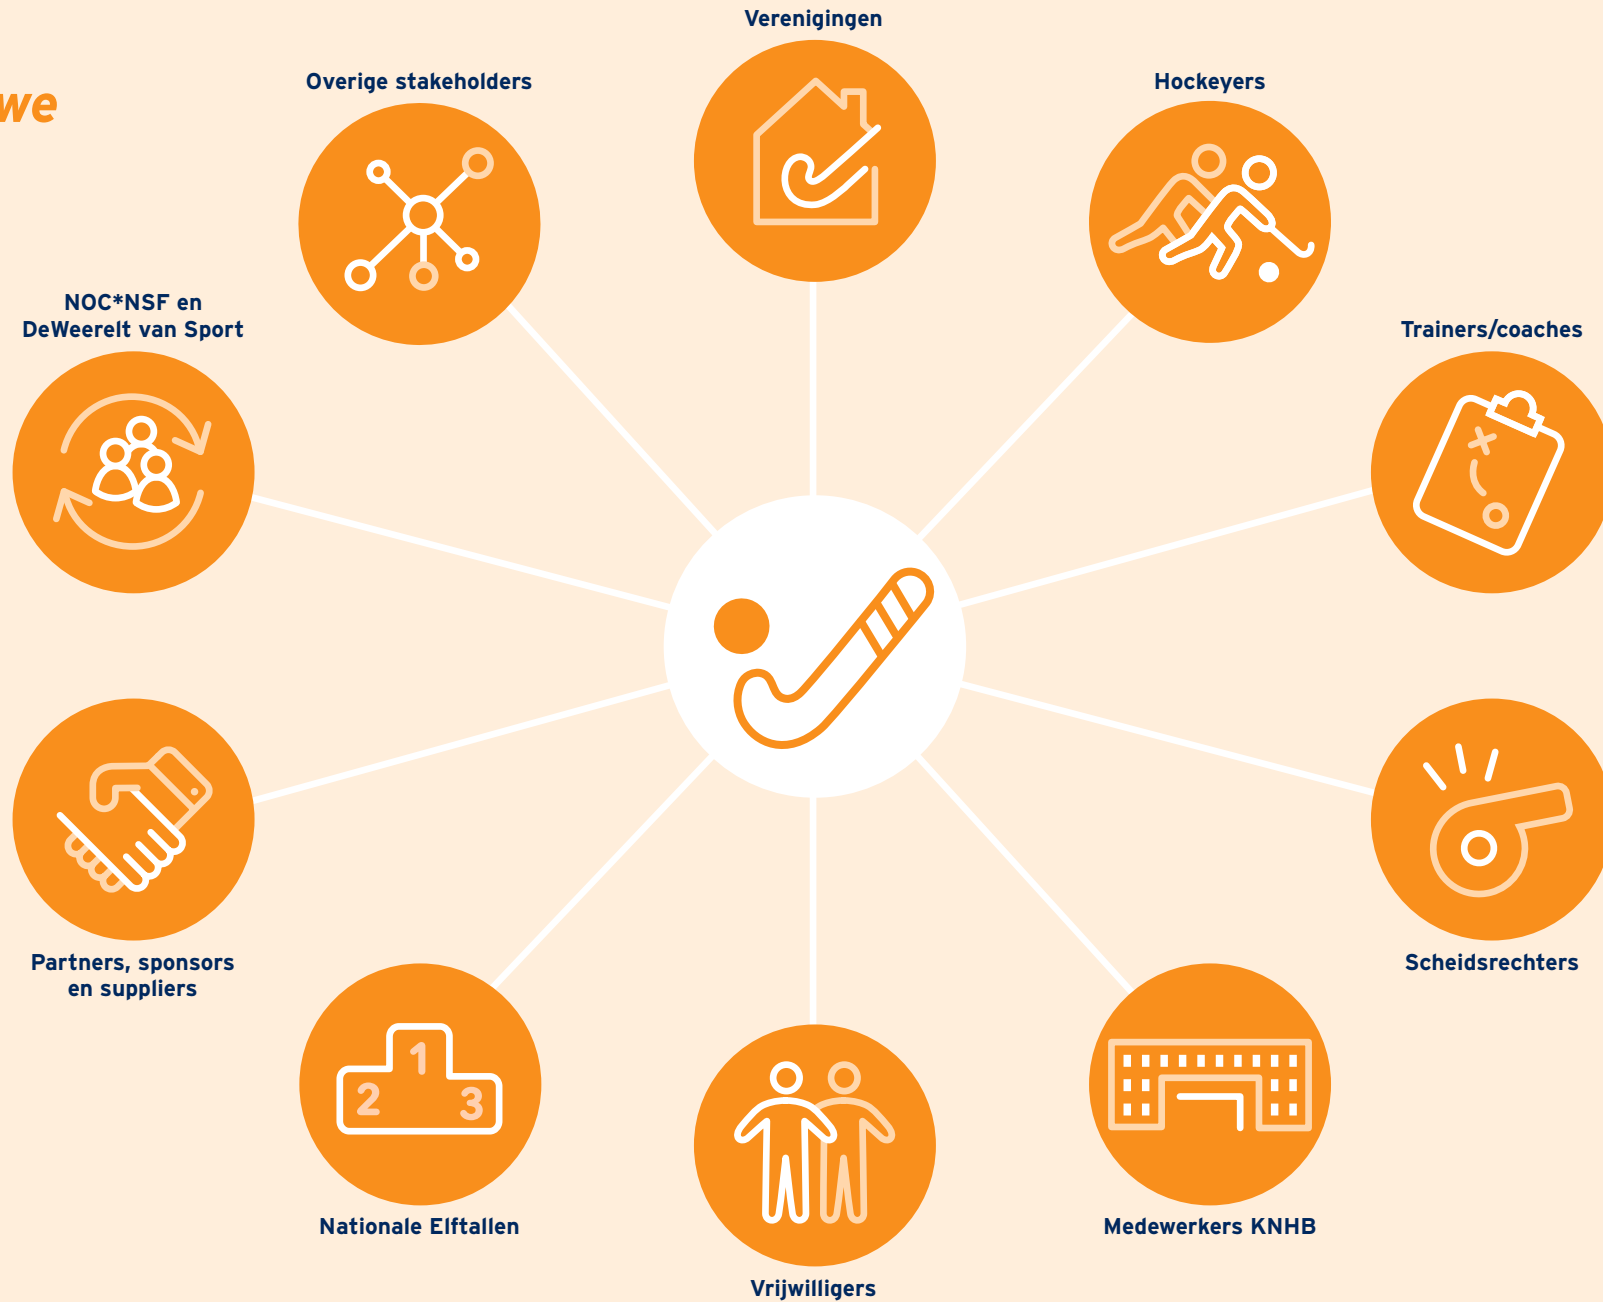 Verenigingen
Overige stakeholders
Hockeyers
we
NOC*NSF en
DeWeerelt van Sport
Trainers/coaches
Partners, sponsors
en suppliers
Scheidsrechters
1
2
3
Nationale Elftallen
Medewerkers KNHB
Vrijwilligers